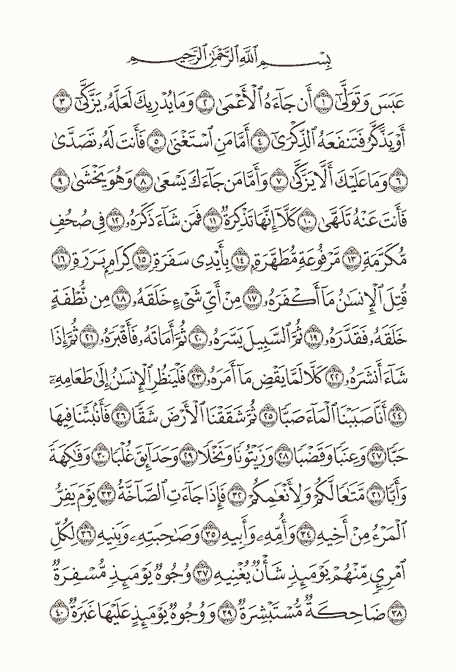 بِسْمِ ٱللَّهِ ٱلرَّحْمَٰنِ ٱلرَّحِيمِ
عَبَسَ وَتَوَلَّىٰٓ ١ أَن جَآءَهُ ٱلْأَعْمَىٰ ٢ وَمَا يُدْرِيكَ لَعَلَّهُۥ يَزَّكَّىٰٓ ٣
أَوْ يَذَّكَّرُ فَتَنفَعَهُ ٱلذِّكْرَىٰٓ ٤ أَمَّا مَنِ ٱسْتَغْنَىٰ ٥ فَأَنتَ لَهُۥ تَصَدَّىٰ
٦ وَمَا عَلَيْكَ أَلَّا يَزَّكَّىٰ ٧ وَأَمَّا مَن جَآءَكَ يَسْعَىٰ ٨ وَهُوَ يَخْشَىٰ ٩
فَأَنتَ عَنْهُ تَلَهَّىٰ ١٠ كَلَّآ إِنَّهَا تَذْكِرَةٌ ١١ فَمَن شَآءَ ذَكَرَهُۥ ١٢ فِى صُحُفٍ
مُّكَرَّمَةٍ ١٣ مَّرْفُوعَةٍ مُّطَهَّرَةٍۭ ١٤ بِأَيْدِى سَفَرَةٍ ١٥ كِرَامٍۭ بَرَرَةٍ ١٦
قُتِلَ ٱلْإِنسَٰنُ مَآ أَكْفَرَهُۥ ١٧ مِنْ أَىِّ شَىْءٍ خَلَقَهُۥ ١٨ مِن نُّطْفَةٍ
خَلَقَهُۥ فَقَدَّرَهُۥ ١٩ ثُمَّ ٱلسَّبِيلَ يَسَّرَهُۥ ٢٠ ثُمَّ أَمَاتَهُۥ فَأَقْبَرَهُۥ ٢١ ثُمَّ إِذَا
شَآءَ أَنشَرَهُۥ ٢٢ كَلَّا لَمَّا يَقْضِ مَآ أَمَرَهُۥ ٢٣ فَلْيَنظُرِ ٱلْإِنسَٰنُ إِلَىٰ طَعَامِهِۦٓ
٢٤ أَنَّا صَبَبْنَا ٱلْمَآءَ صَبًّا ٢٥ ثُمَّ شَقَقْنَا ٱلْأَرْضَ شَقًّا ٢٦ فَأَنۢبَتْنَا فِيهَا
حَبًّا ٢٧ وَعِنَبًا وَقَضْبًا ٢٨ وَزَيْتُونًا وَنَخْلًا ٢٩ وَحَدَآئِقَ غُلْبًا ٣٠ وَفَٰكِهَةً
وَأَبًّا ٣١ مَّتَٰعًا لَّكُمْ وَلِأَنْعَٰمِكُمْ ٣٢ فَإِذَا جَآءَتِ ٱلصَّآخَّةُ ٣٣ يَوْمَ يَفِرُّ
ٱلْمَرْءُ مِنْ أَخِيهِ ٣٤ وَأُمِّهِۦ وَأَبِيهِ ٣٥ وَصَٰحِبَتِهِۦ وَبَنِيهِ ٣٦ لِكُلِّ
ٱمْرِئٍ مِّنْهُمْ يَوْمَئِذٍ شَأْنٌ يُغْنِيهِ ٣٧ وُجُوهٌ يَوْمَئِذٍ مُّسْفِرَةٌ
٣٨ ضَاحِكَةٌ مُّسْتَبْشِرَةٌ ٣٩ وَوُجُوهٌ يَوْمَئِذٍ عَلَيْهَا غَبَرَةٌ ٤٠